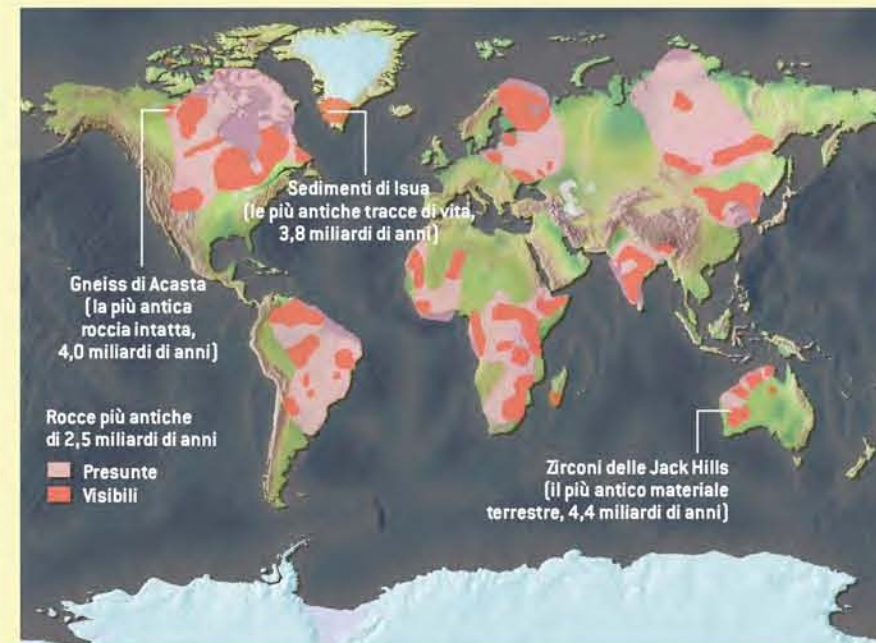 Sedimenti di Isua
(le più antiche tracce di vita,
3,8 miliardi di anni)
Gneiss di Acasta
(la più antica
roccia intatta,
4,0 miliardi di anni)
Rocce più antiche
di 2,5 miliardi di anni
Presunte
Visibili
Zirconi delle Jack Hills
(il più antico materiale
terrestre, 4,4 miliardi di anni)